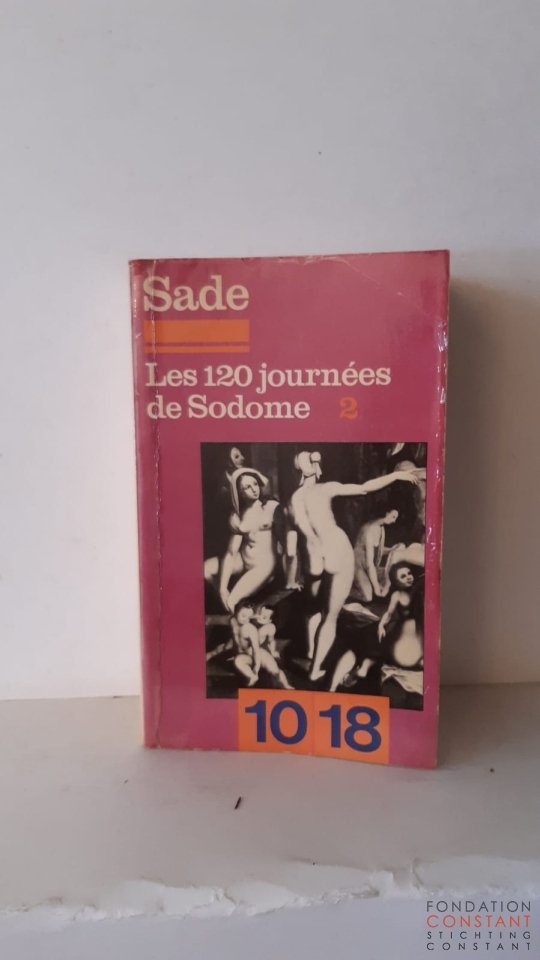 Sade
Les 120 journées
de Sodome 2
10 18
FONDATION
CONSTANT
STICHTING
CONSTANT